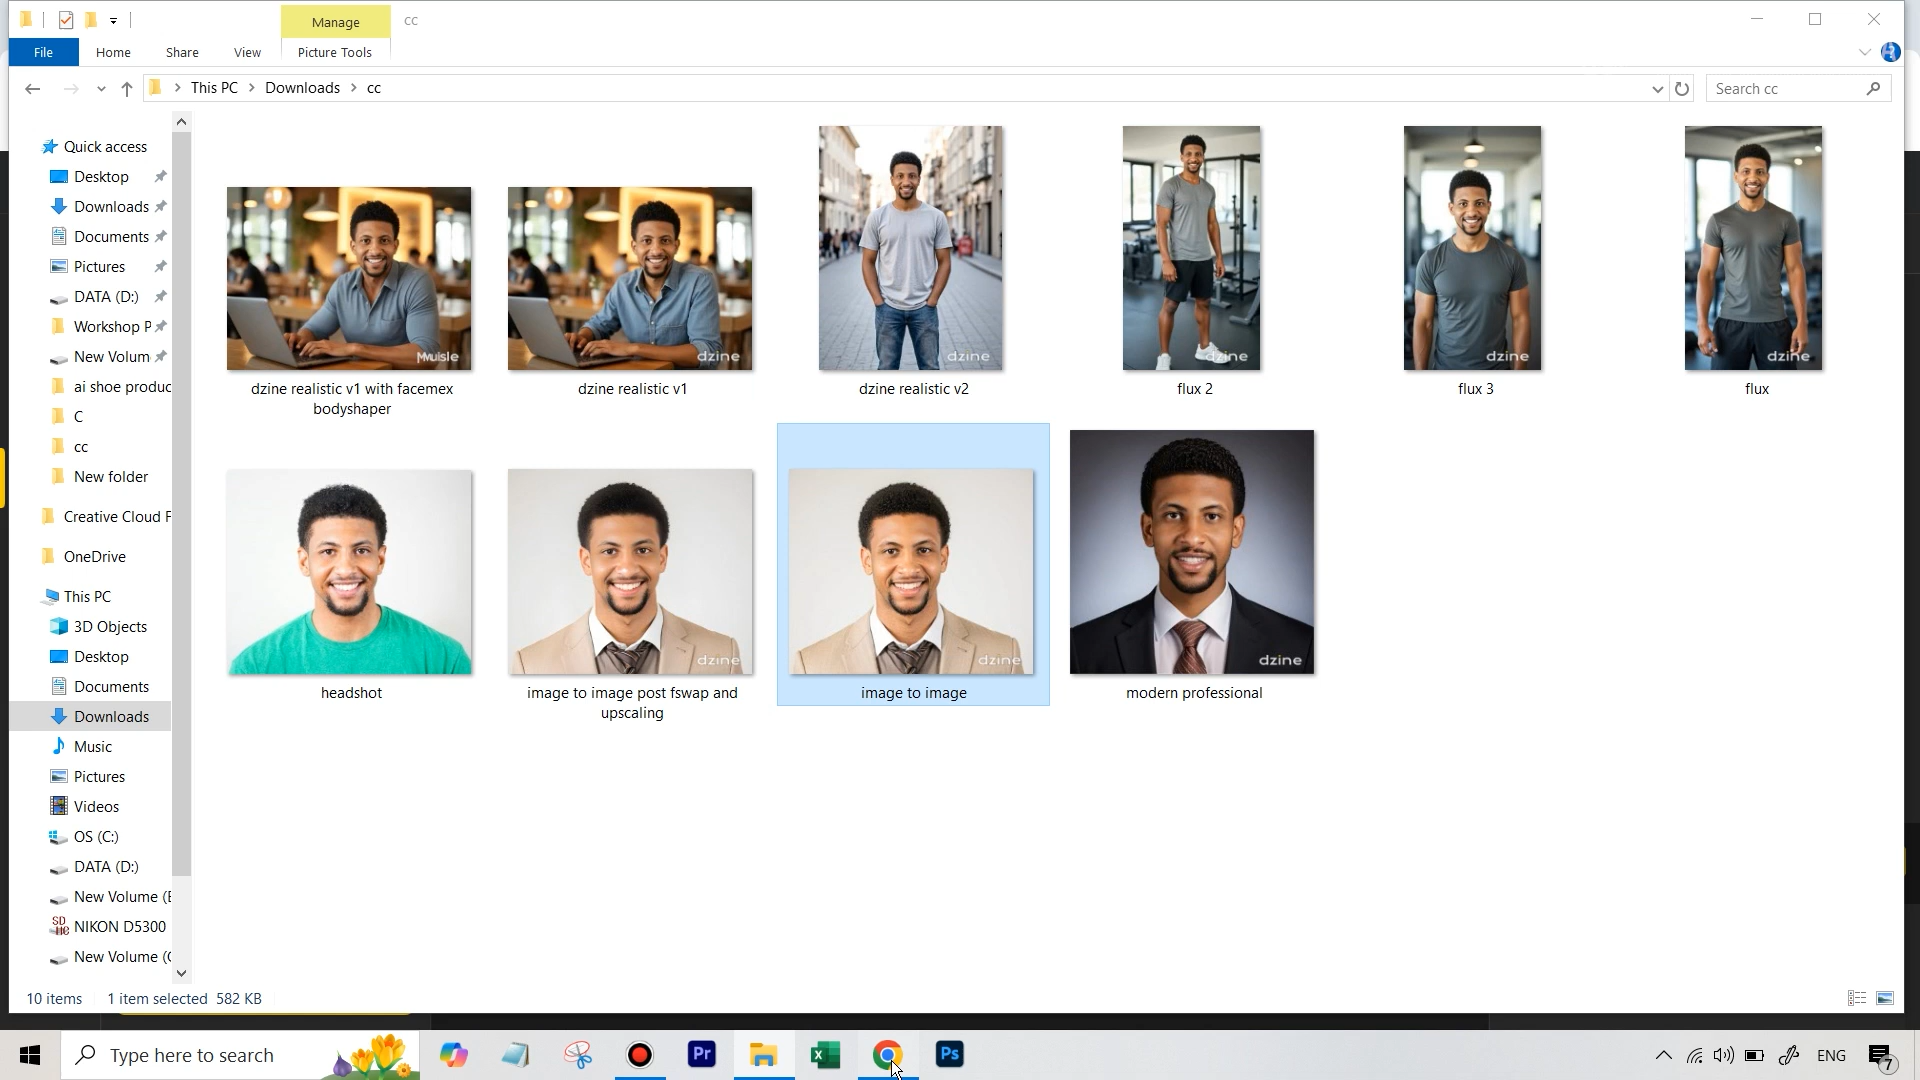 Manage
cc
File
Home
Share
View
Picture Tools
This PC
Downloads
cc
Search cc
Quick access
Desktop
Downloads
Documents
Pictures
DATA (D:)
Workshop P
New Volum
ai shoe produc
C
cc
New folder
Creative Cloud F
OneDrive
This PC
3D Objects
Desktop
Documents
Downloads
Music
Pictures
Videos
OS (C:)
DATA (D:)
New Volume (E
NIKON D5300
New Volume (G
dzine
dzine
dzine
dzine
dzine
dzine realistic v1 with facemex
bodyshaper
dzine realistic v1
dzine realistic v2
flux 2
flux 3
flux
dzine
dzine
dzine
headshot
image to image post fswap and
upscaling
image to image
modern professional
10 items
1 item selected 582 KB
Type here to search
Pr
Ps
ENG
7